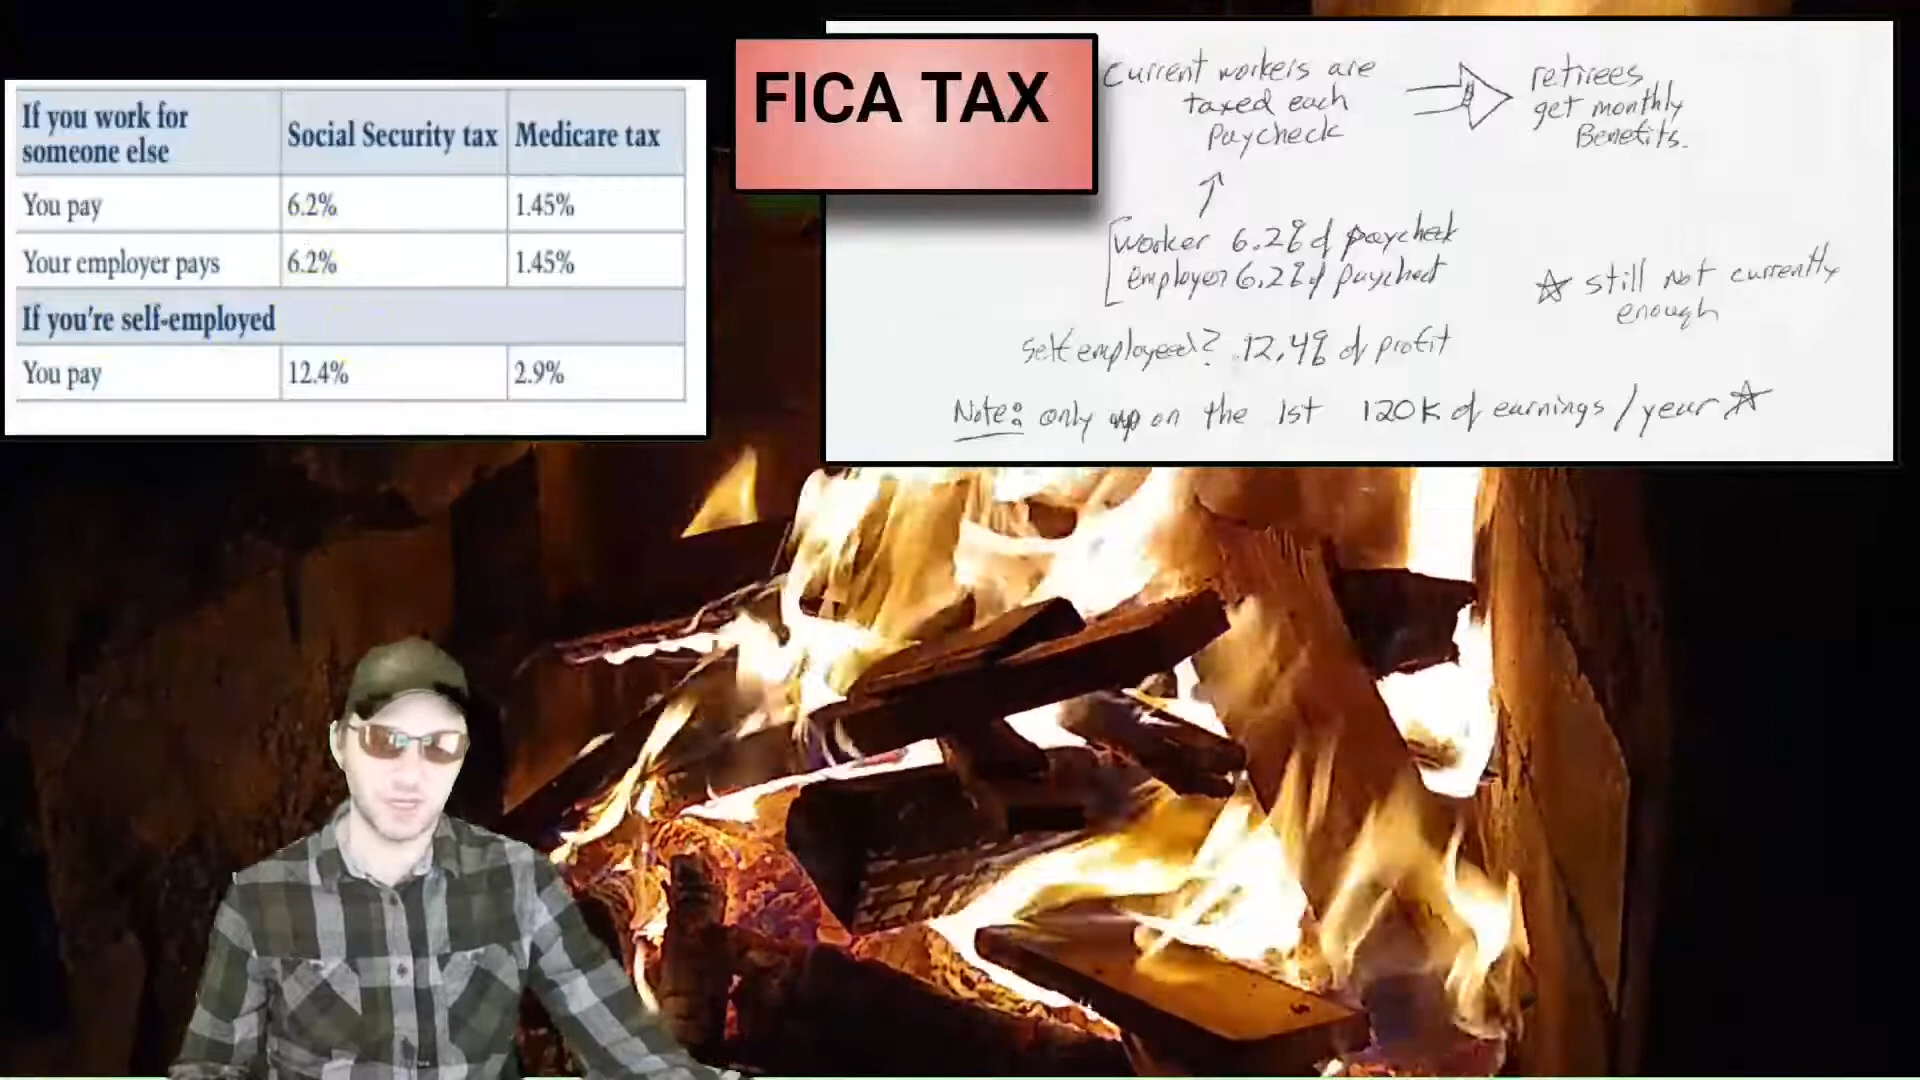 If you work for
someone else
Social Security tax
Medicare tax
You pay
6.2%
1.45%
Your employer pays
6.2%
1.45%
If you're self-employed
You pay
12.4%
2.9%
FICA TAX
Current workers are
taxed each
Paycheck
retirees
get monthly
Benefits.
Worker 6.2% of paycheck
employer 6.2% of paycheck
☆ still not currently
enough
self employeed? 12.4% of profit
Note: only on the 1st 120K of earnings / year ☆